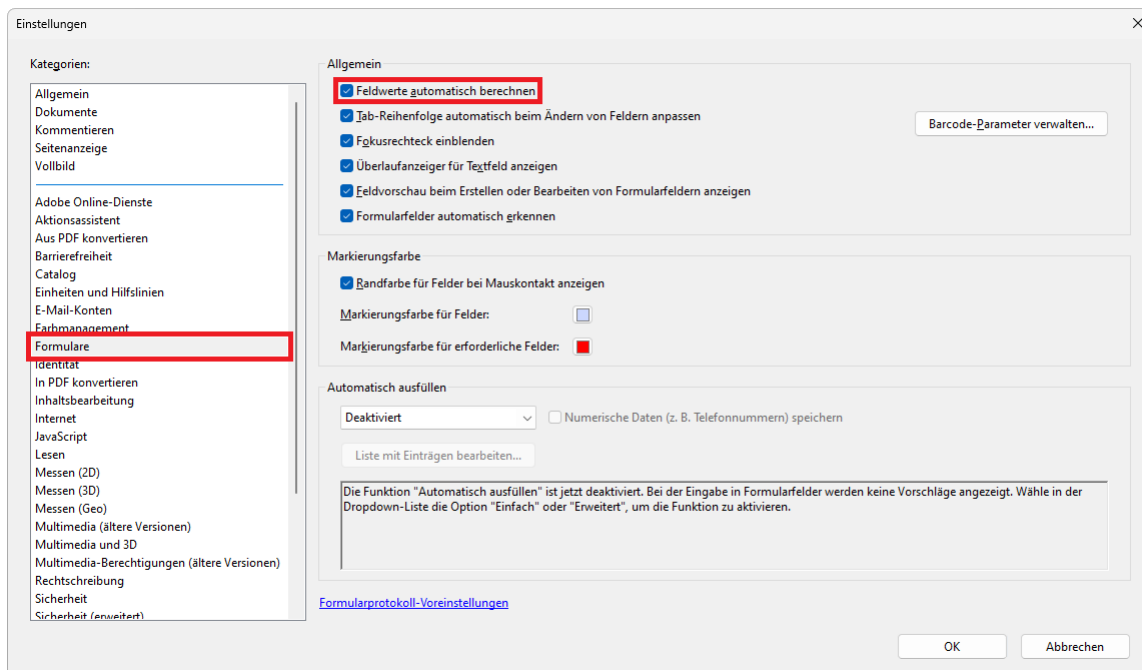 Einstellungen
Kategorien:
Allgemein
Dokumente
Kommentieren
Seitenanzeige
Vollbild
Adobe Online-Dienste
Aktionsassistent
Aus PDF konvertieren
Barrierefreiheit
Catalog
Einheiten und Hilfslinien
E-Mail-Konten
Farbmanagement
Formulare
Identität
In PDF konvertieren
Inhaltsbearbeitung
Internet
JavaScript
Lesen
Messen (2D)
Messen (3D)
Messen (Geo)
Multimedia (ältere Versionen)
Multimedia und 3D
Multimedia-Berechtigungen (ältere Versionen)
Rechtschreibung
Sicherheit
Sicherheit (erweitert)
Allgemein
Feldwerte automatisch berechnen
Tab-Reihenfolge automatisch beim Ändern von Feldern anpassen
Barcode-Parameter verwalten...
Fokusrechteck einblenden
Überlaufanzeiger für Textfeld anzeigen
Feldvorschau beim Erstellen oder Bearbeiten von Formularfeldern anzeigen
Formularfelder automatisch erkennen
Markierungsfarbe
Randfarbe für Felder bei Mauskontakt anzeigen
Markierungsfarbe für Felder:
Markierungsfarbe für erforderliche Felder:
Automatisch ausfüllen
Deaktiviert
Numerische Daten (z. B. Telefonnummern) speichern
Liste mit Einträgen bearbeiten...
Die Funktion "Automatisch ausfüllen" ist jetzt deaktiviert. Bei der Eingabe in Formularfelder werden keine Vorschläge angezeigt. Wähle in der
Dropdown-Liste die Option "Einfach" oder "Erweitert", um die Funktion zu aktivieren.
Formularprotokoll-Voreinstellungen
OK
Abbrechen